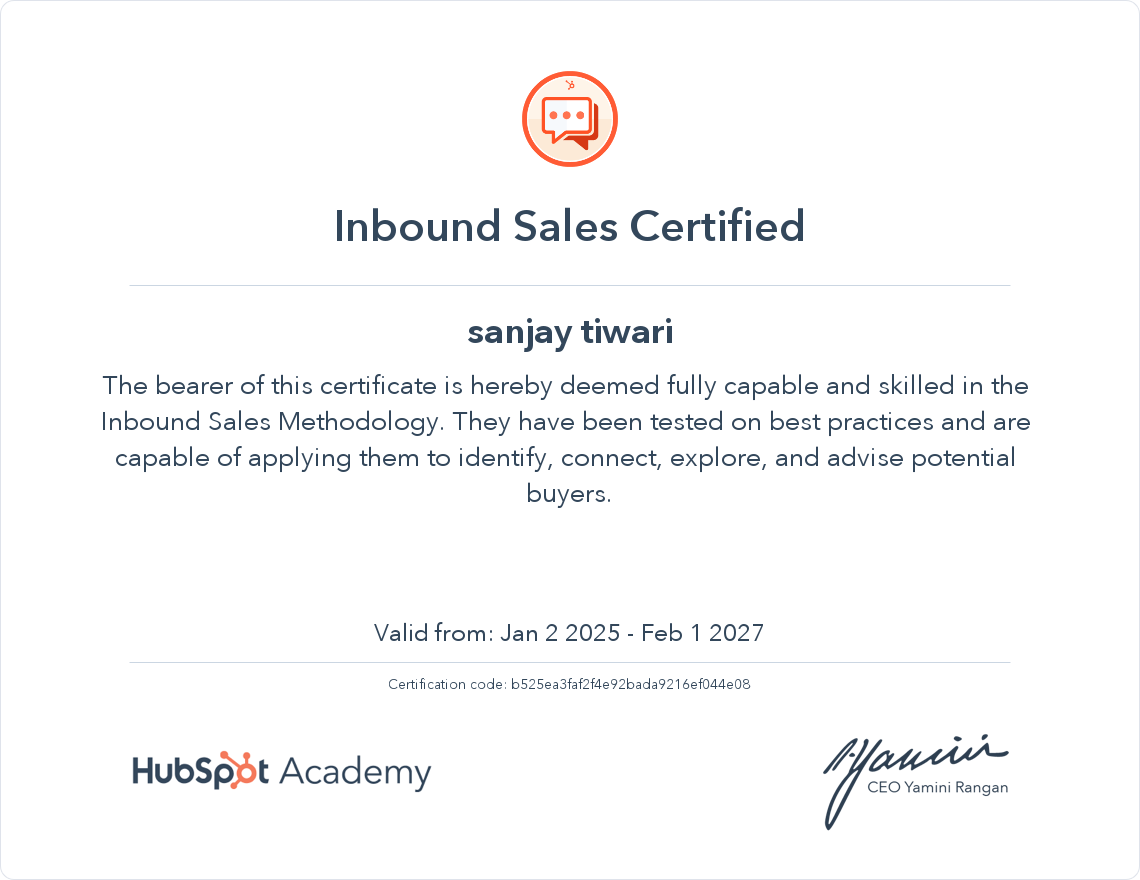 Inbound Sales Certified
sanjay tiwari
The bearer of this certificate is hereby deemed fully capable and skilled in the
Inbound Sales Methodology. They have been tested on best practices and are
capable of applying them to identify, connect, explore, and advise potential
buyers.
Valid from: Jan 2 2025 - Feb 1 2027
Certification code: b525ea3faf2f4e92bada9216ef044e08
HubSpot Academy
CEO Yamini Rangan